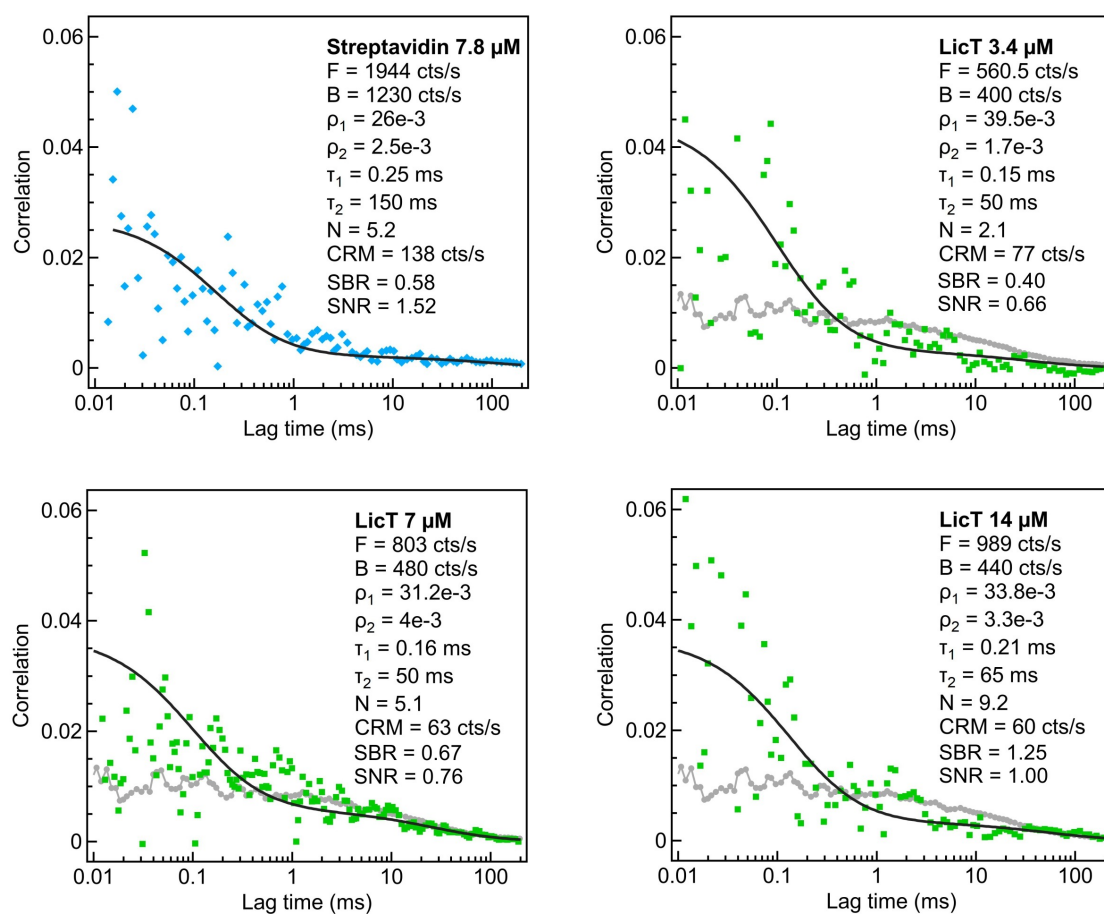 Streptavidin 7.8 µM
F = 1944 cts/s
B = 1230 cts/s
ρ₁ = 26e-3
ρ₂ = 2.5e-3
τ₁ = 0.25 ms
τ₂ = 150 ms
N = 5.2
CRM = 138 cts/s
SBR = 0.58
SNR = 1.52
Correlation
0.06
0.04
0.02
0
0.01 0.1 1 10 100
Lag time (ms)
LicT 3.4 µM
F = 560.5 cts/s
B = 400 cts/s
ρ₁ = 39.5e-3
ρ₂ = 1.7e-3
τ₁ = 0.15 ms
τ₂ = 50 ms
N = 2.1
CRM = 77 cts/s
SBR = 0.40
SNR = 0.66
Correlation
0.06
0.04
0.02
0
0.01 0.1 1 10 100
Lag time (ms)
LicT 7 µM
F = 803 cts/s
B = 480 cts/s
ρ₁ = 31.2e-3
ρ₂ = 4e-3
τ₁ = 0.16 ms
τ₂ = 50 ms
N = 5.1
CRM = 63 cts/s
SBR = 0.67
SNR = 0.76
Correlation
0.06
0.04
0.02
0
0.01 0.1 1 10 100
Lag time (ms)
LicT 14 µM
F = 989 cts/s
B = 440 cts/s
ρ₁ = 33.8e-3
ρ₂ = 3.3e-3
τ₁ = 0.21 ms
τ₂ = 65 ms
N = 9.2
CRM = 60 cts/s
SBR = 1.25
SNR = 1.00
Correlation
0.06
0.04
0.02
0
0.01 0.1 1 10 100
Lag time (ms)